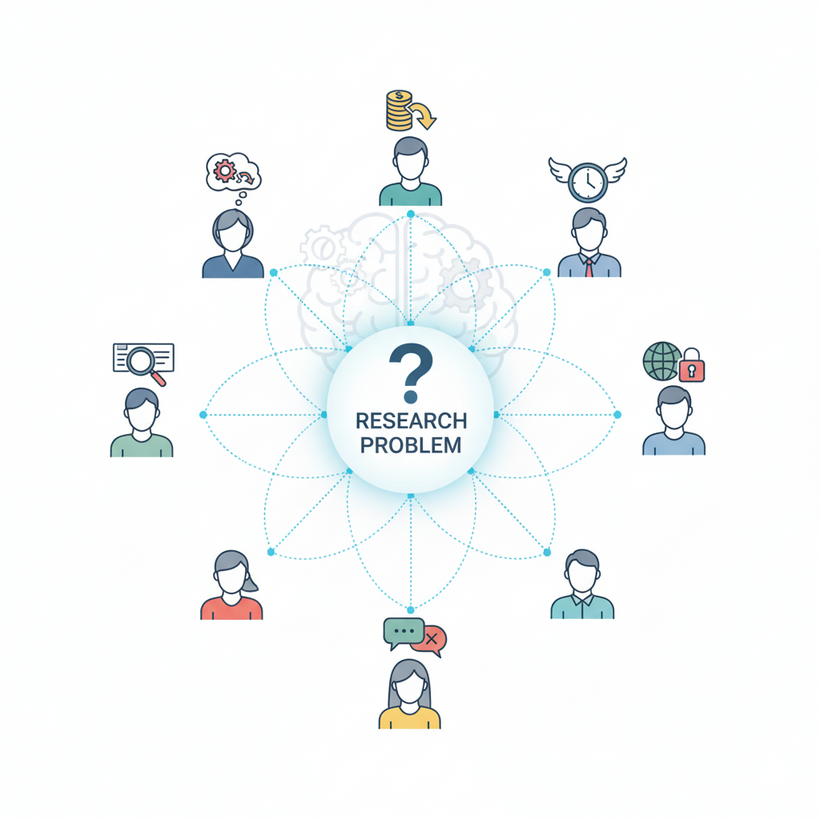 $
?
RESEARCH
PROBLEM